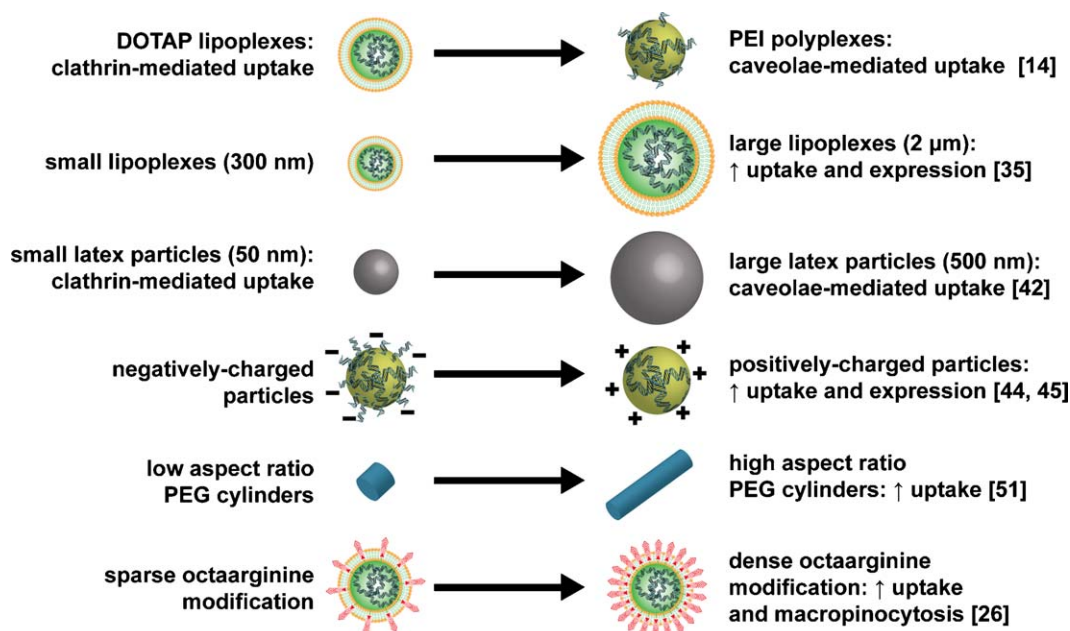 DOTAP lipoplexes:
clathrin-mediated uptake
PEI polyplexes:
caveolae-mediated uptake [14]
small lipoplexes (300 nm)
large lipoplexes (2 µm):
↑ uptake and expression [35]
small latex particles (50 nm):
clathrin-mediated uptake
large latex particles (500 nm):
caveolae-mediated uptake [42]
negatively-charged
particles
positively-charged particles:
↑ uptake and expression [44, 45]
low aspect ratio
PEG cylinders
high aspect ratio
PEG cylinders: ↑ uptake [51]
sparse octaarginine
modification
dense octaarginine
modification: ↑ uptake
and macropinocytosis [26]